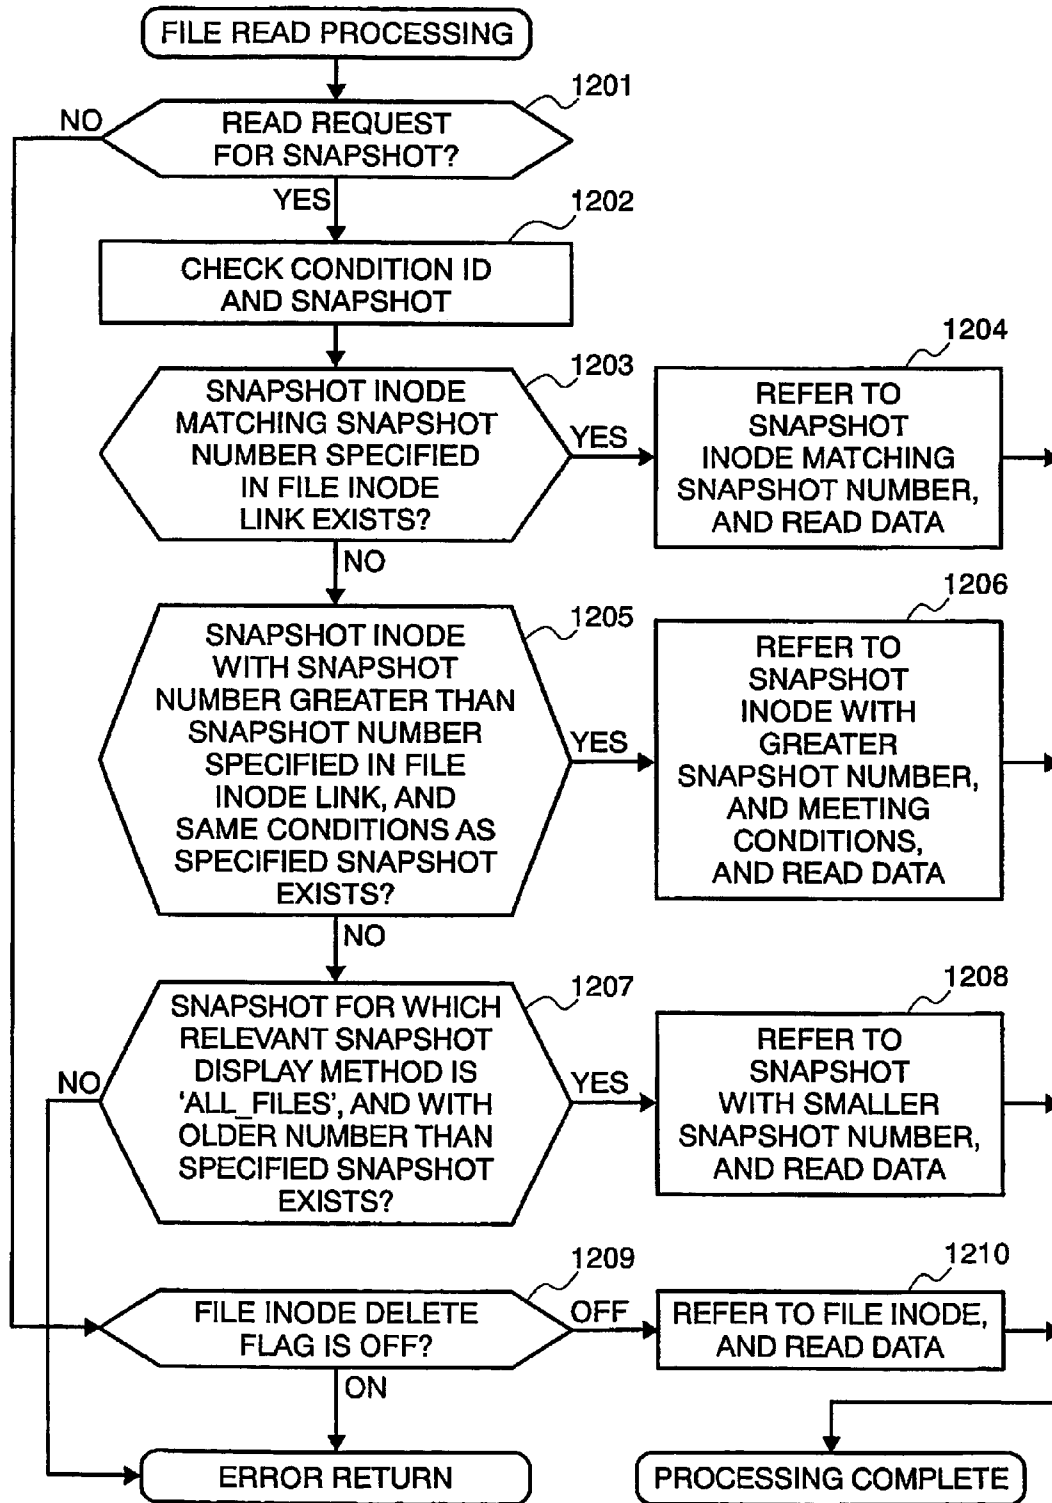 FILE READ PROCESSING
1201
NO
READ REQUEST
FOR SNAPSHOT?
YES
1202
CHECK CONDITION ID
AND SNAPSHOT
1203
SNAPSHOT INODE
MATCHING SNAPSHOT
NUMBER SPECIFIED
IN FILE INODE
LINK EXISTS?
YES
1204
REFER TO
SNAPSHOT
INODE MATCHING
SNAPSHOT NUMBER,
AND READ DATA
NO
1205
SNAPSHOT INODE
WITH SNAPSHOT
NUMBER GREATER THAN
SNAPSHOT NUMBER
SPECIFIED IN FILE
INODE LINK, AND
SAME CONDITIONS AS
SPECIFIED SNAPSHOT
EXISTS?
YES
1206
REFER TO
SNAPSHOT
INODE WITH
GREATER
SNAPSHOT NUMBER,
AND MEETING
CONDITIONS,
AND READ DATA
NO
1207
NO
SNAPSHOT FOR WHICH
RELEVANT SNAPSHOT
DISPLAY METHOD IS
'ALL_FILES', AND WITH
OLDER NUMBER THAN
SPECIFIED SNAPSHOT
EXISTS?
YES
1208
REFER TO
SNAPSHOT
WITH SMALLER
SNAPSHOT NUMBER,
AND READ DATA
1209
FILE INODE DELETE
FLAG IS OFF?
OFF
1210
REFER TO FILE INODE,
AND READ DATA
ON
ERROR RETURN
PROCESSING COMPLETE